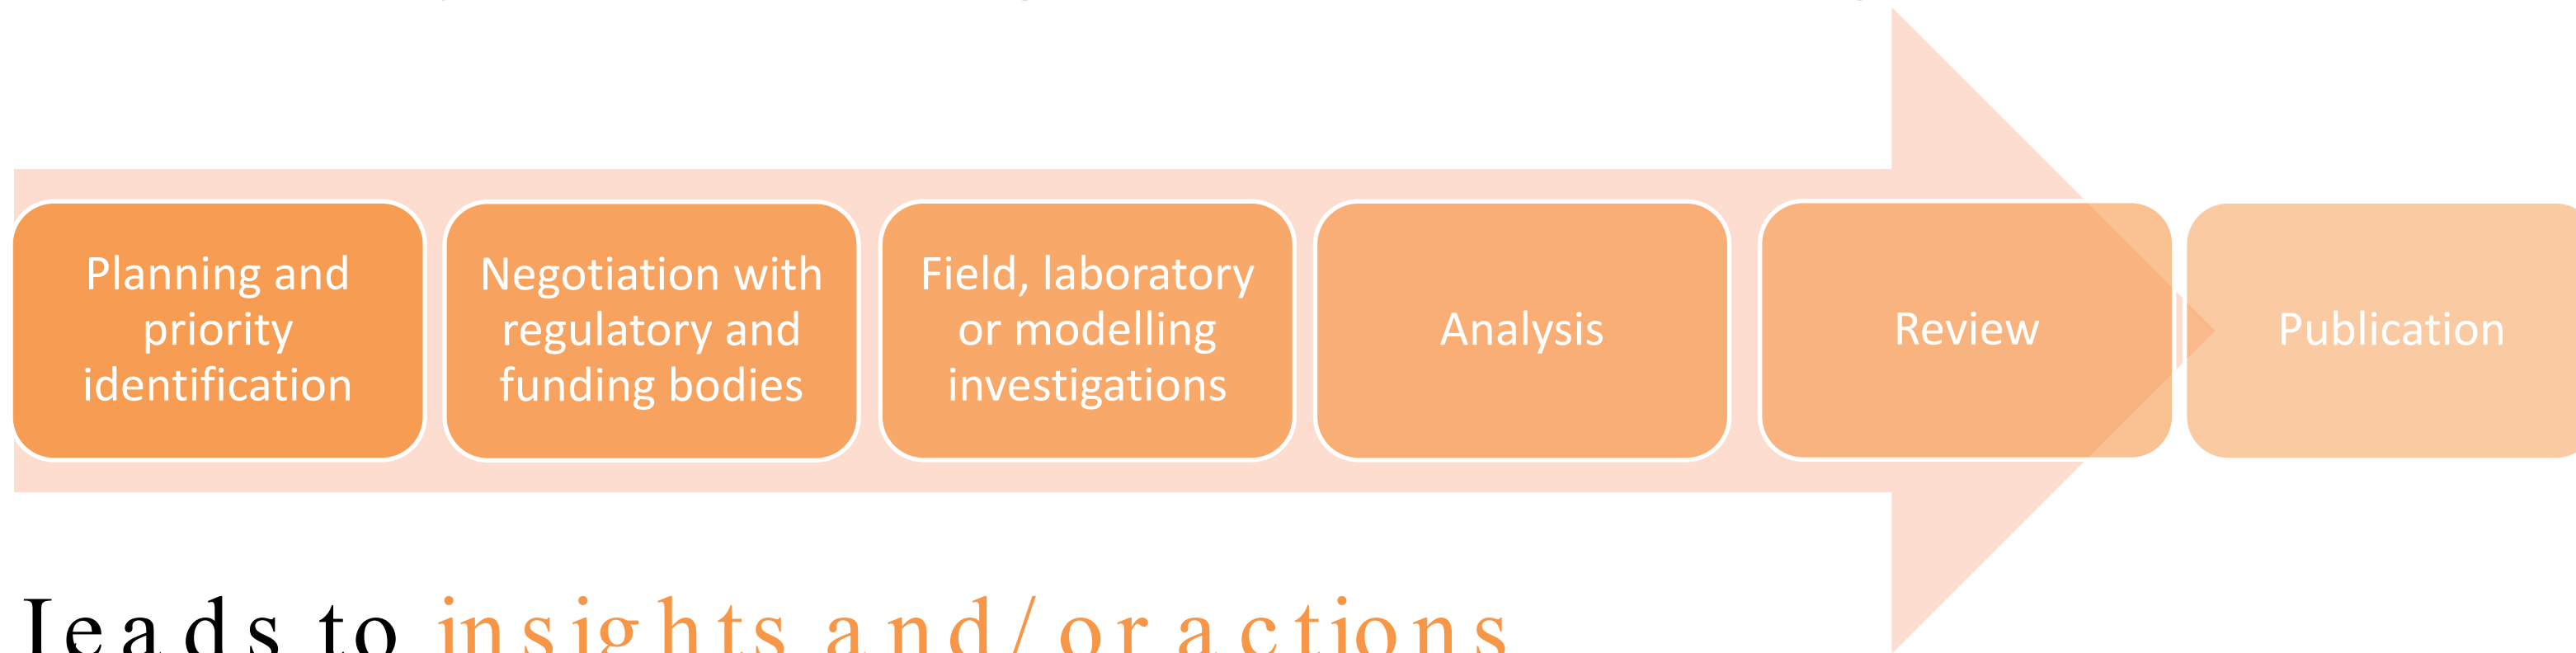 Planning and
priority
identification
Negotiation with
regulatory and
funding bodies
Field, laboratory
or modelling
investigations
Analysis
Review
Publication
leads to insights and/or actions